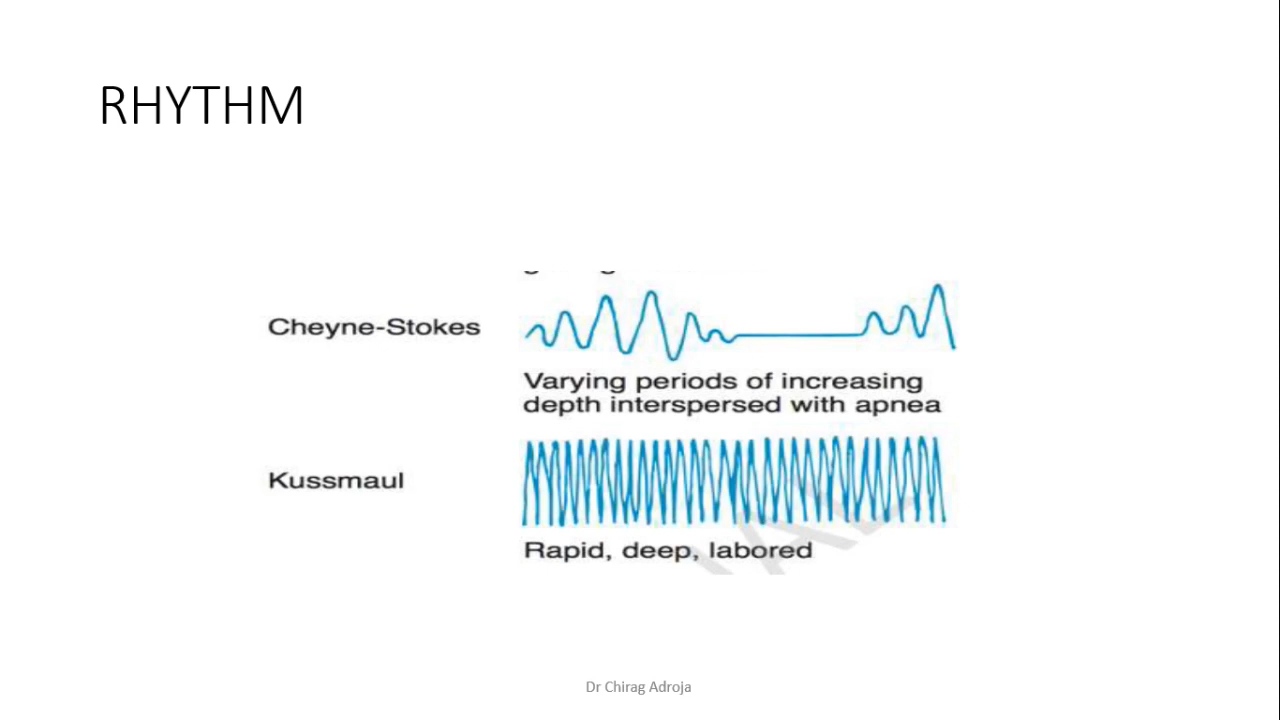 RHYTHM
Cheyne-Stokes
Varying periods of increasing
depth interspersed with apnea
Kussmaul
Rapid, deep, labored
Dr Chirag Adroja